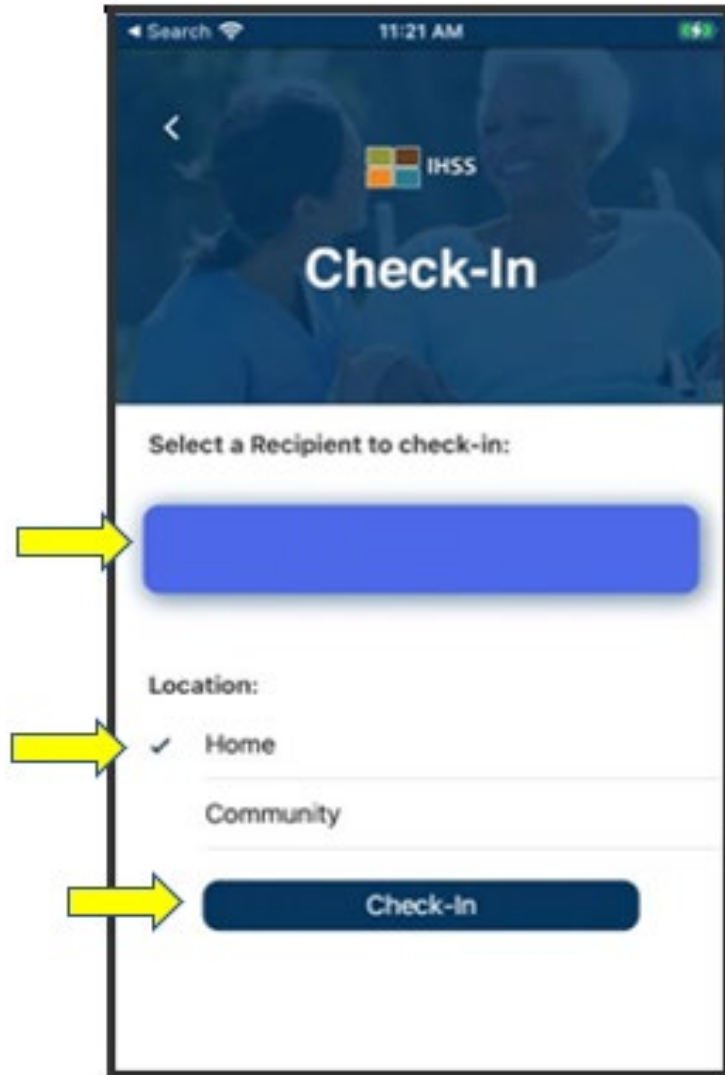 ◄ Search 11:21 AM
IHSS
Check-In
Select a Recipient to check-in:
Location:
✓ Home
Community
Check-In